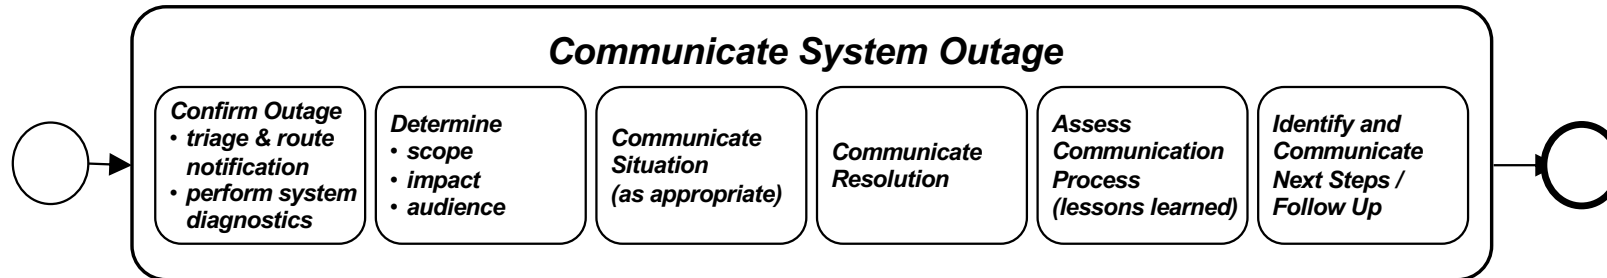 Communicate System Outage
Confirm Outage
• triage & route
notification
• perform system
diagnostics
Determine
• scope
• impact
• audience
Communicate
Situation
(as appropriate)
Communicate
Resolution
Assess
Communication
Process
(lessons learned)
Identify and
Communicate
Next Steps /
Follow Up